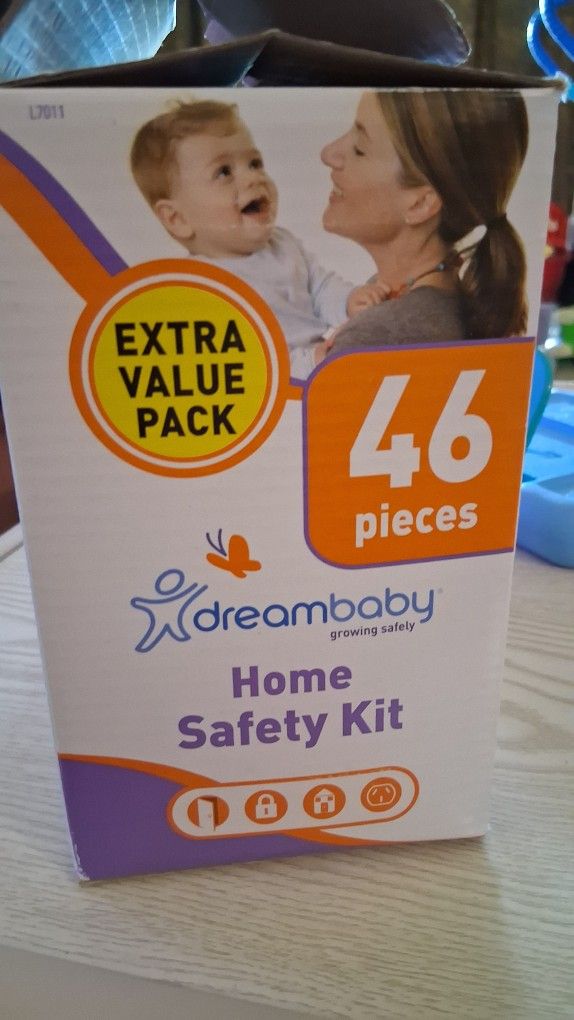 L7011
EXTRA
VALUE
PACK
46
pieces
dreambaby®
growing safely
Home
Safety Kit